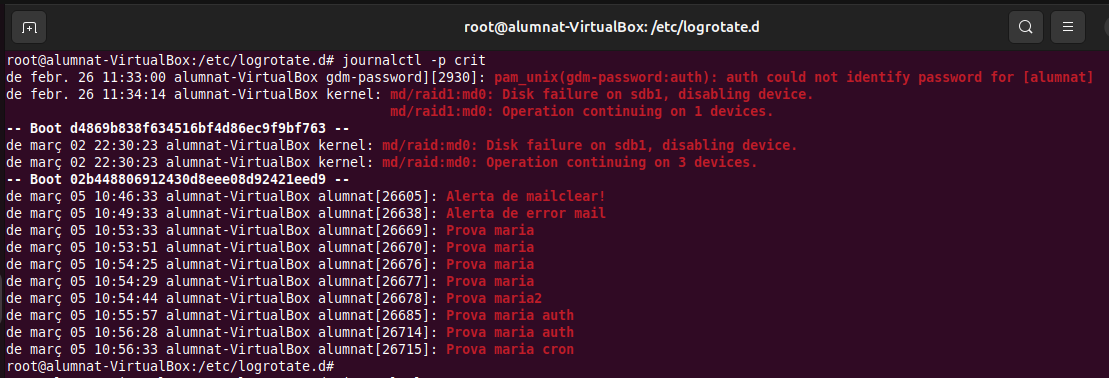 root@alumnat-VirtualBox: /etc/logrotate.d
root@alumnat-VirtualBox:/etc/logrotate.d# journalctl -p crit
de febr. 26 11:33:00 alumnat-VirtualBox gdm-password][2930]: pam_unix(gdm-password:auth): auth could not identify password for [alumnat]
de febr. 26 11:34:14 alumnat-VirtualBox kernel: md/raid1:md0: Disk failure on sdb1, disabling device.
md/raid1:md0: Operation continuing on 1 devices.
-- Boot d4869b838f634516bf4d86ec9f9bf763 --
de març 02 22:30:23 alumnat-VirtualBox kernel: md/raid:md0: Disk failure on sdb1, disabling device.
de març 02 22:30:23 alumnat-VirtualBox kernel: md/raid:md0: Operation continuing on 3 devices.
-- Boot 02b448806912430d8eee08d92421eed9 --
de març 05 10:46:33 alumnat-VirtualBox alumnat[26605]: Alerta de mailclear!
de març 05 10:49:33 alumnat-VirtualBox alumnat[26638]: Alerta de error mail
de març 05 10:53:33 alumnat-VirtualBox alumnat[26669]: Prova maria
de març 05 10:53:51 alumnat-VirtualBox alumnat[26670]: Prova maria
de març 05 10:54:25 alumnat-VirtualBox alumnat[26676]: Prova maria
de març 05 10:54:29 alumnat-VirtualBox alumnat[26677]: Prova maria
de març 05 10:54:44 alumnat-VirtualBox alumnat[26678]: Prova maria2
de març 05 10:55:57 alumnat-VirtualBox alumnat[26685]: Prova maria auth
de març 05 10:56:28 alumnat-VirtualBox alumnat[26714]: Prova maria auth
de març 05 10:56:33 alumnat-VirtualBox alumnat[26715]: Prova maria cron
root@alumnat-VirtualBox:/etc/logrotate.d#